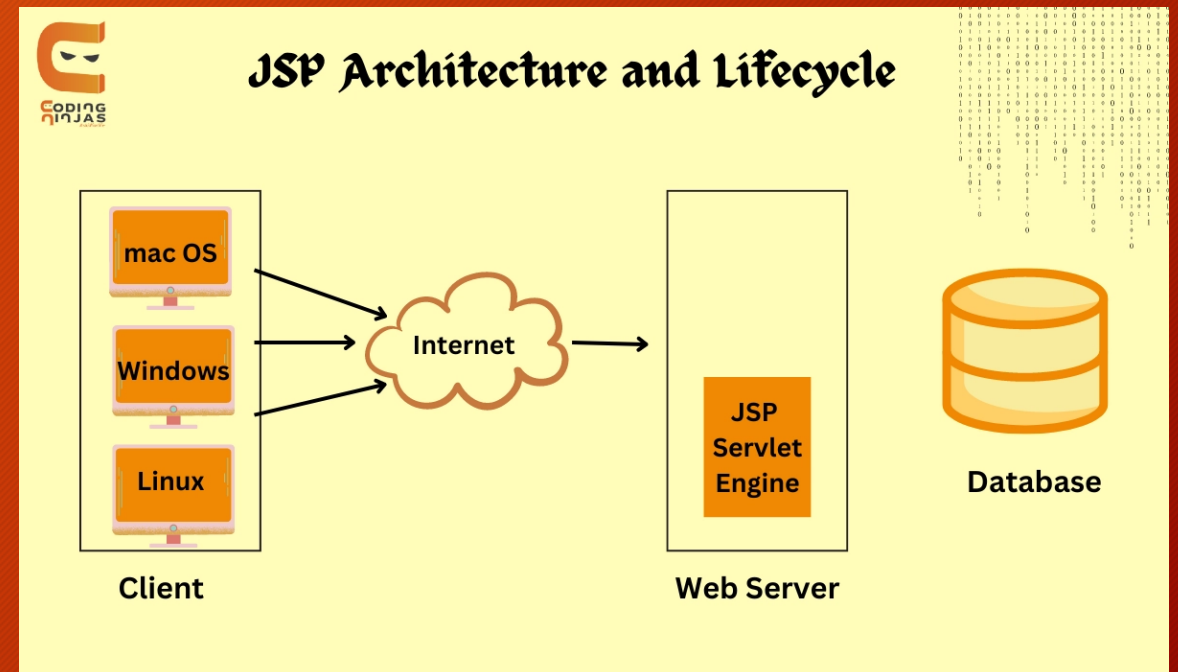 CODING
NINJAS
JSP Architecture and Lifecycle
mac OS
Windows
Linux
Client
Internet
JSP
Servlet
Engine
Web Server
Database